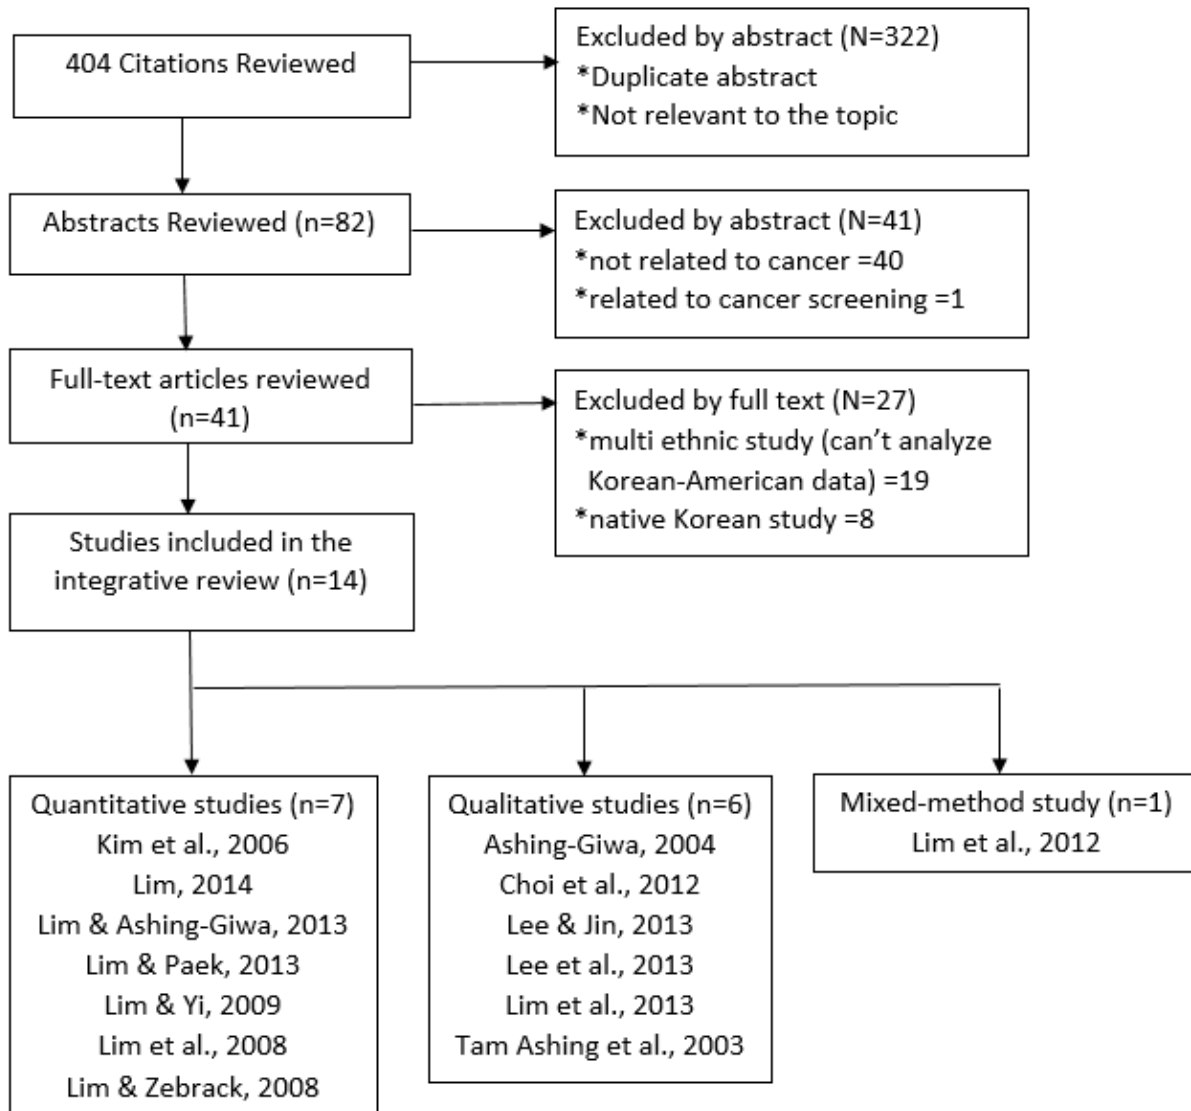 404 Citations Reviewed
Excluded by abstract (N=322)
*Duplicate abstract
*Not relevant to the topic
Abstracts Reviewed (n=82)
Excluded by abstract (N=41)
*not related to cancer =40
*related to cancer screening =1
Full-text articles reviewed
(n=41)
Excluded by full text (N=27)
*multi ethnic study (can’t analyze
Korean-American data) =19
*native Korean study =8
Studies included in the
integrative review (n=14)
Quantitative studies (n=7)
Kim et al., 2006
Lim, 2014
Lim & Ashing-Giwa, 2013
Lim & Paek, 2013
Lim & Yi, 2009
Lim et al., 2008
Lim & Zebrack, 2008
Qualitative studies (n=6)
Ashing-Giwa, 2004
Choi et al., 2012
Lee & Jin, 2013
Lee et al., 2013
Lim et al., 2013
Tam Ashing et al., 2003
Mixed-method study (n=1)
Lim et al., 2012